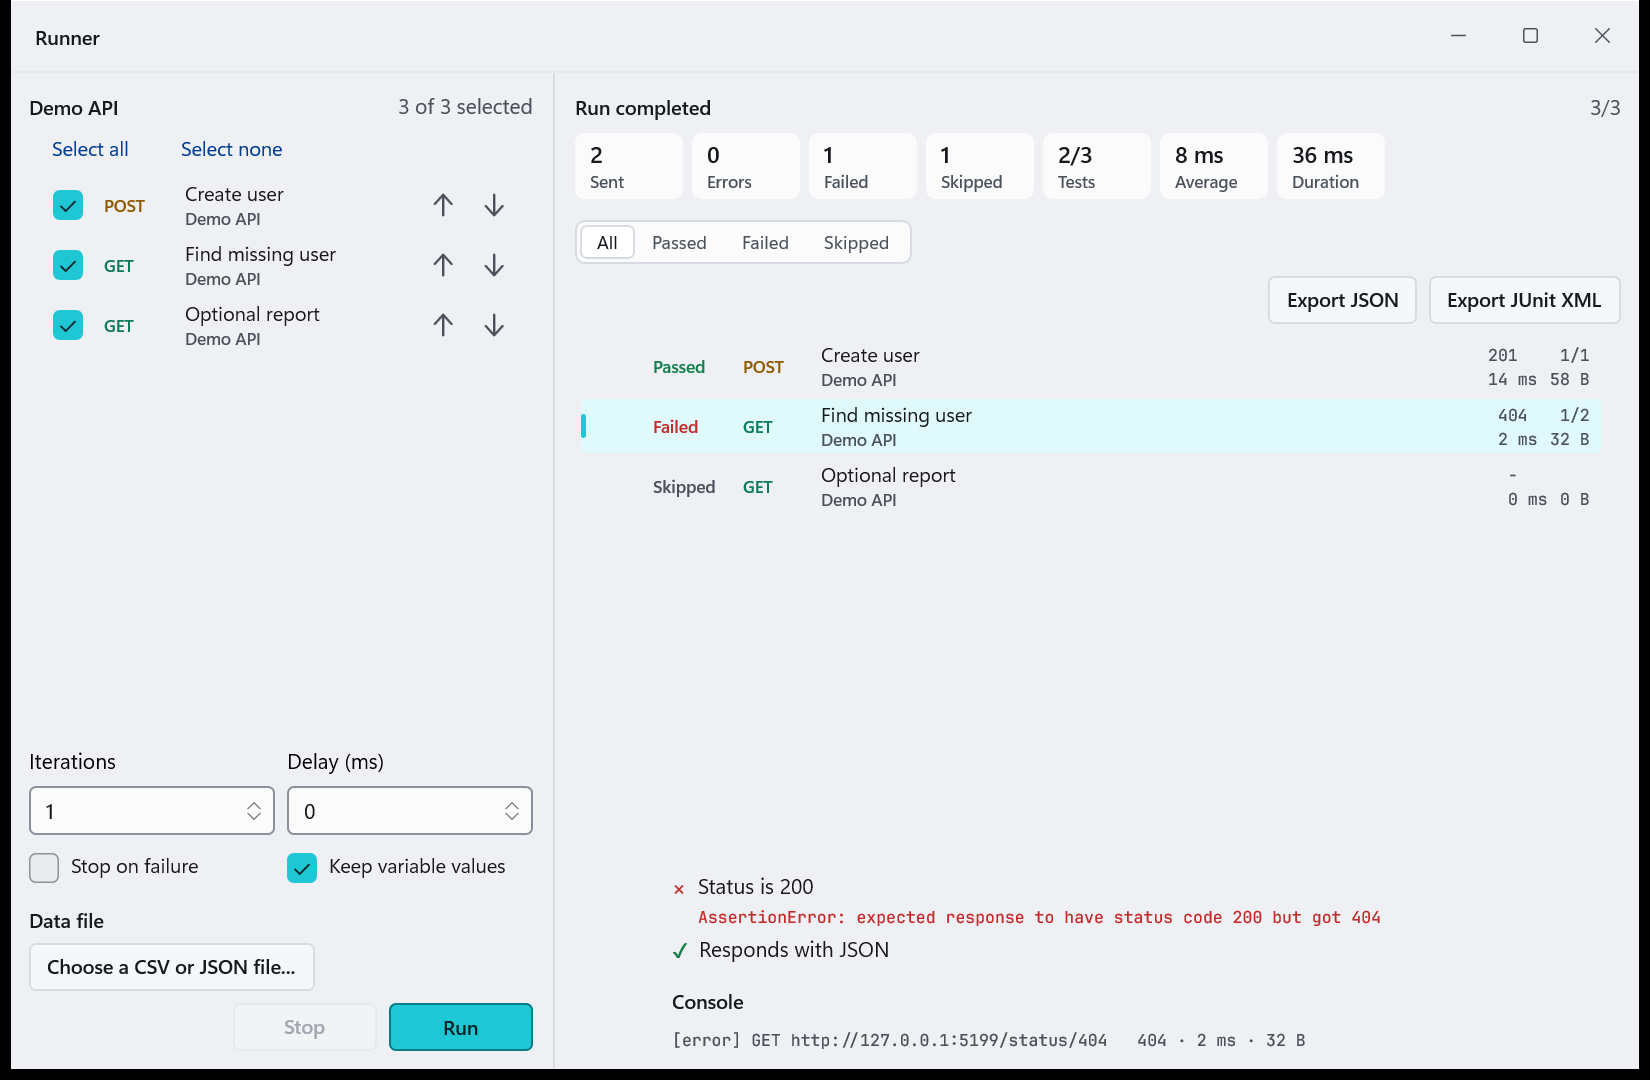 Runner
Demo API
3 of 3 selected
Select all
Select none
POST
Create user
Demo API
GET
Find missing user
Demo API
GET
Optional report
Demo API
Iterations
Delay (ms)
1
0
Stop on failure
Keep variable values
Data file
Choose a CSV or JSON file...
Stop
Run
Run completed
3/3
2
Sent
0
Errors
1
Failed
1
Skipped
2/3
Tests
8 ms
Average
36 ms
Duration
All
Passed
Failed
Skipped
Export JSON
Export JUnit XML
Passed
POST
Create user
Demo API
201 1/1
14 ms 58 B
Failed
GET
Find missing user
Demo API
404 1/2
2 ms 32 B
Skipped
GET
Optional report
Demo API
-
0 ms 0 B
× Status is 200
AssertionError: expected response to have status code 200 but got 404
✓ Responds with JSON
Console
[error] GET http://127.0.0.1:5199/status/404 404 · 2 ms · 32 B